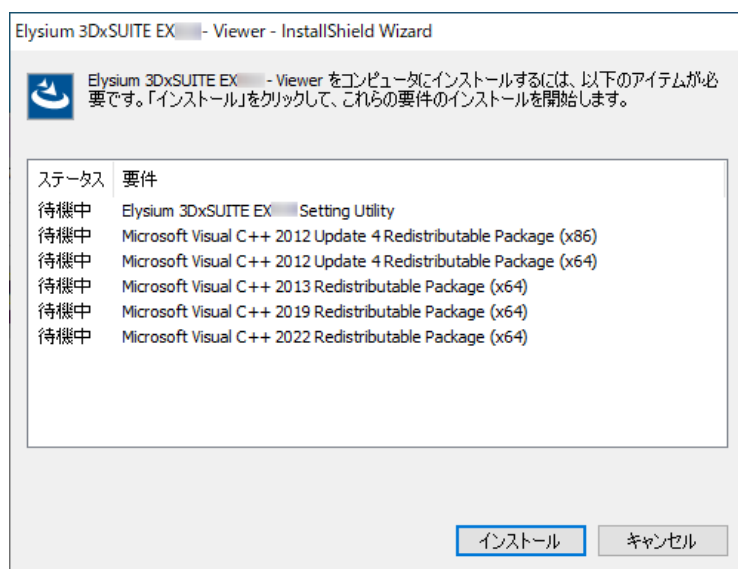 Elysium 3DxSUITE EX - Viewer - InstallShield Wizard
Elysium 3DxSUITE EX - Viewer をコンピュータにインストールするには、以下のアイテムが必
要です。「インストール」をクリックして、これらの要件のインストールを開始します。
ステータス 要件
待機中 Elysium 3DxSUITE EX Setting Utility
待機中 Microsoft Visual C++ 2012 Update 4 Redistributable Package (x86)
待機中 Microsoft Visual C++ 2012 Update 4 Redistributable Package (x64)
待機中 Microsoft Visual C++ 2013 Redistributable Package (x64)
待機中 Microsoft Visual C++ 2019 Redistributable Package (x64)
待機中 Microsoft Visual C++ 2022 Redistributable Package (x64)
インストール キャンセル